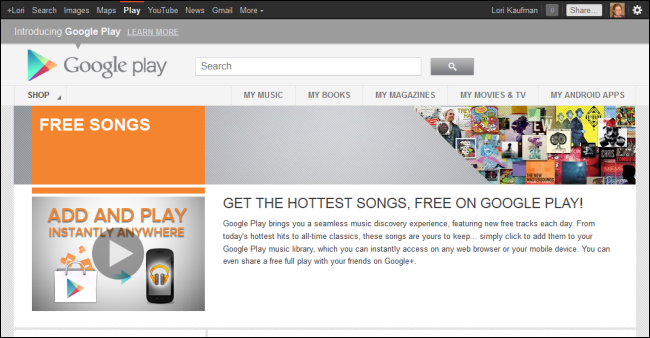 +Lori Search Images Maps Play YouTube News Gmail More Lori Kaufman 0 Share...
Introducing Google Play LEARN MORE
Google play Search
SHOP MY MUSIC MY BOOKS MY MAGAZINES MY MOVIES & TV MY ANDROID APPS
FREE SONGS
ADD AND PLAY
INSTANTLY ANYWHERE
GET THE HOTTEST SONGS, FREE ON GOOGLE PLAY!
Google Play brings you a seamless music discovery experience, featuring new free tracks each day. From
today's hottest hits to all-time classics, these songs are yours to keep... simply click to add them to your
Google Play music library, which you can instantly access on any web browser or your mobile device. You can
even share a free full play with your friends on Google+.